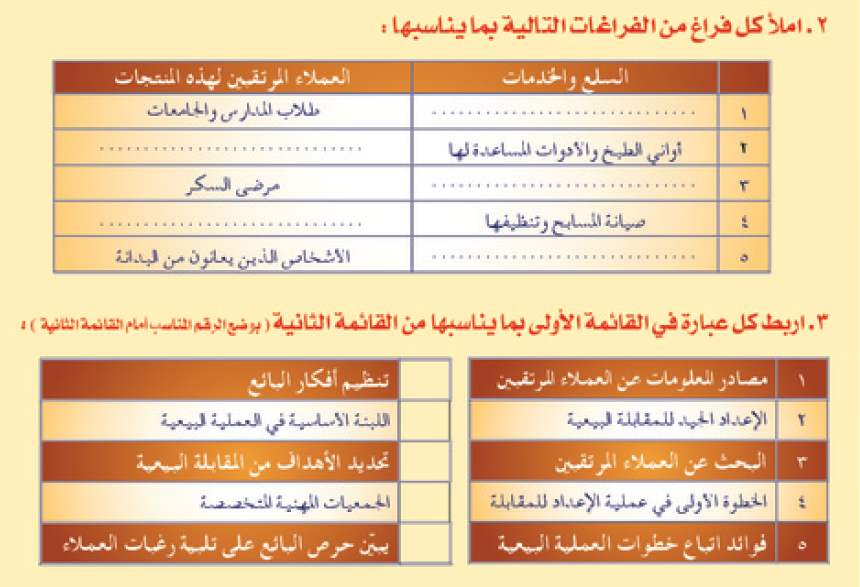 ٢. املأ كل فراغ من الفراغات التالية بما يناسبها :
السلع والخدمات العملاء المرتقبين لهذه المنتجات
١ .............................. طلاب المدارس والجامعات
٢ أواني الطبخ والأدوات المساعدة لها ..............................
٣ .............................. مرضى السكر
٤ صيانة المسابح وتنظيفها ..............................
٥ .............................. الأشخاص الذين يعانون من البدانة
٣. اربط كل عبارة في القائمة الأولى بما يناسبها من القائمة الثانية ( بوضع الرقم المناسب أمام القائمة الثانية ) :
١ مصادر المعلومات عن العملاء المرتقبين تنظيم أفكار البائع
٢ الإعداد الجيد للمقابلة البيعية اللبنة الأساسية في العملية البيعية
٣ البحث عن العملاء المرتقبين تحديد الأهداف من المقابلة البيعية
٤ الخطوة الأولى في عملية الإعداد للمقابلة الجمعيات المهنية المتخصصة
٥ فوائد اتباع خطوات العملية البيعية يبيّن حرص البائع على تلبية رغبات العملاء